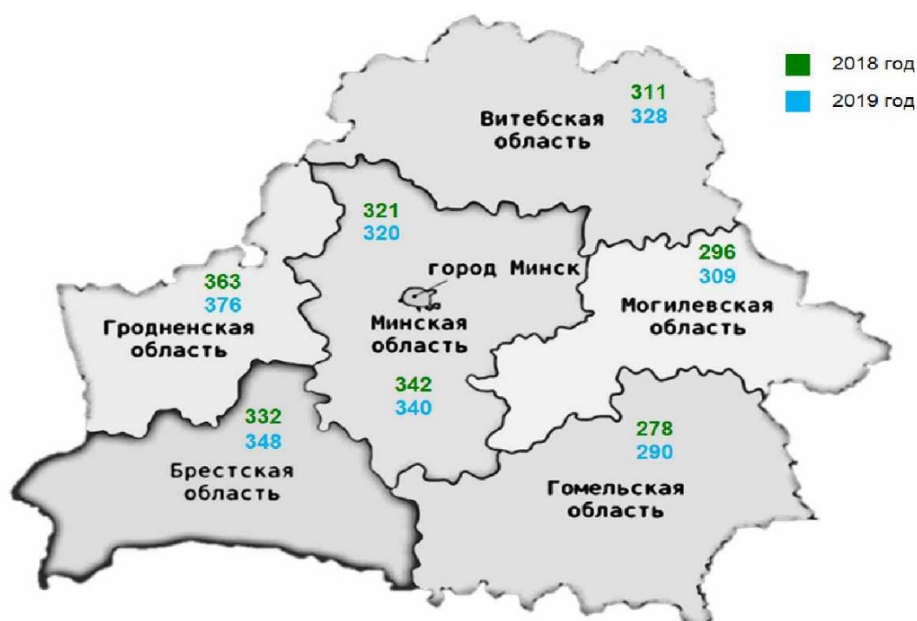 2018 год
2019 год
311
328
Витебская
область
321
320
296
309
город Минск
363
376
Могилевская
область
Гродненская
область
Минская
область
342
340
332
348
278
290
Брестская
область
Гомельская
область